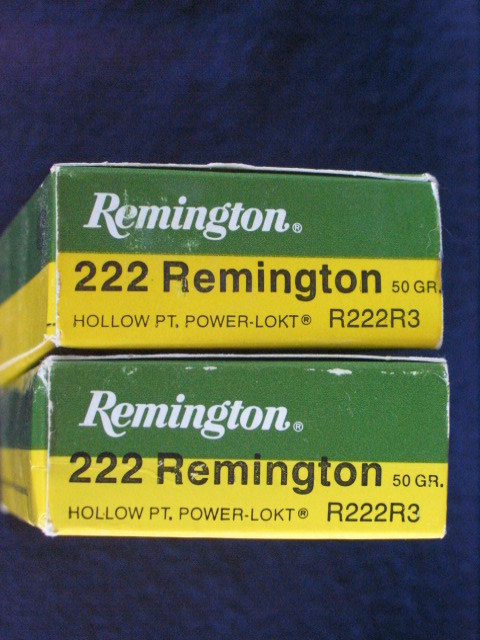 Remington®
222 Remington 50 GR.
HOLLOW PT. POWER-LOKT® R222R3
Remington®
222 Remington 50 GR.
HOLLOW PT. POWER-LOKT® R222R3